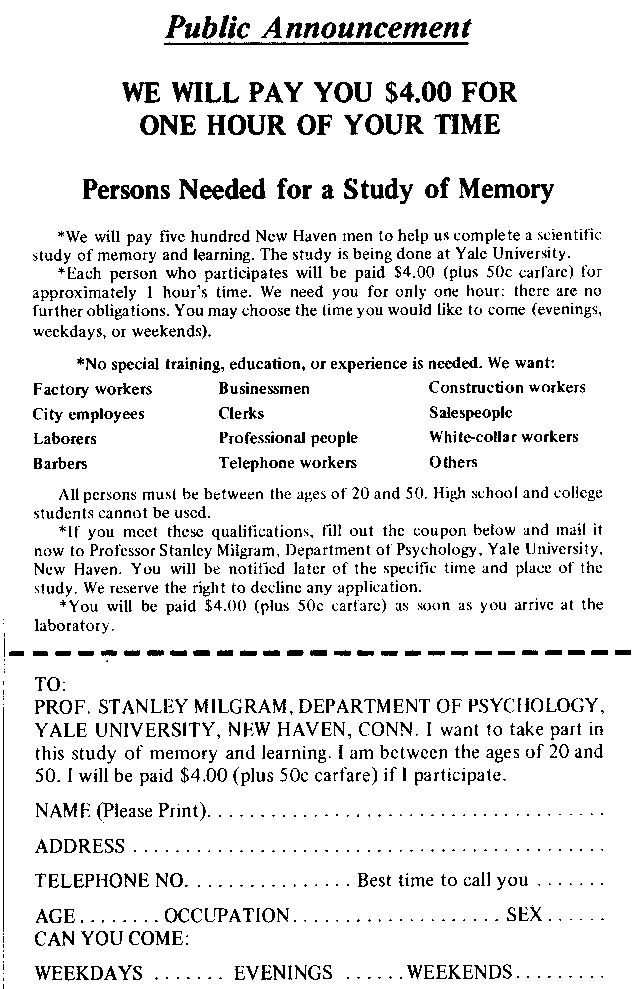 Public Announcement
WE WILL PAY YOU $4.00 FOR
ONE HOUR OF YOUR TIME
Persons Needed for a Study of Memory
*We will pay five hundred New Haven men to help us complete a scientific
study of memory and learning. The study is being done at Yale University.
*Each person who participates will be paid $4.00 (plus 50c carfare) for
approximately 1 hour's time. We need you for only one hour: there are no
further obligations. You may choose the time you would like to come (evenings,
weekdays, or weekends).
*No special training, education, or experience is needed. We want:
Factory workers Businessmen Construction workers
City employees Clerks Salespeople
Laborers Professional people White-collar workers
Barbers Telephone workers Others
All persons must be between the ages of 20 and 50. High school and college
students cannot be used.
*If you meet these qualifications, fill out the coupon below and mail it
now to Professor Stanley Milgram, Department of Psychology, Yale University,
New Haven. You will be notified later of the specific time and place of the
study. We reserve the right to decline any application.
*You will be paid $4.00 (plus 50c carfare) as soon as you arrive at the
laboratory.
TO:
PROF. STANLEY MILGRAM, DEPARTMENT OF PSYCHOLOGY,
YALE UNIVERSITY, NEW HAVEN, CONN. I want to take part in
this study of memory and learning. I am between the ages of 20 and
50. I will be paid $4.00 (plus 50c carfare) if I participate.
NAME (Please Print). . . . . . . . . . . . . . . . . . . . . . . . . . . . . . . . . . . . .
ADDRESS . . . . . . . . . . . . . . . . . . . . . . . . . . . . . . . . . . . . . . . . . . . .
TELEPHONE NO. . . . . . . . . . . . . . . . Best time to call you . . . . . . .
AGE . . . . . . . . OCCUPATION. . . . . . . . . . . . . . . . . . . . SEX . . . . . .
CAN YOU COME:
WEEKDAYS . . . . . . . EVENINGS . . . . . . WEEKENDS . . . . . . . . .